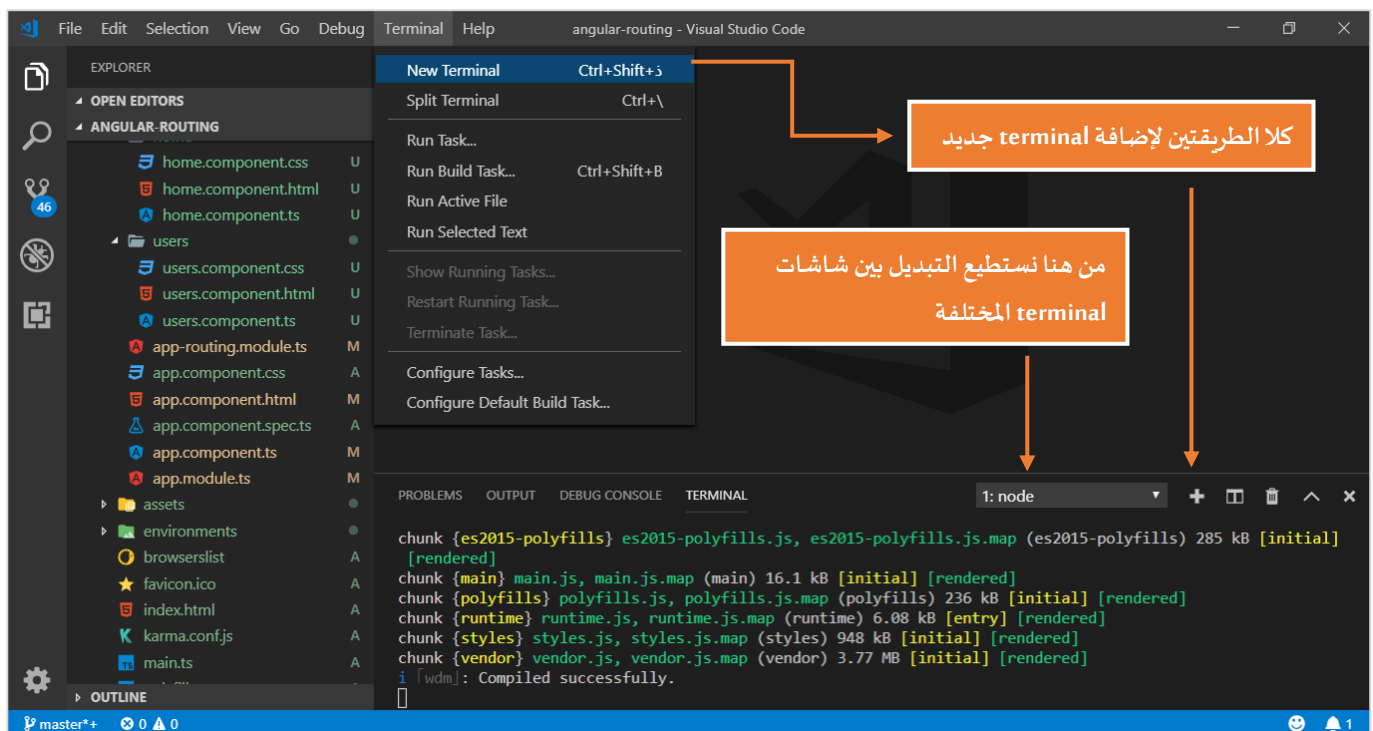 File Edit Selection View Go Debug Terminal Help angular-routing - Visual Studio Code
EXPLORER
OPEN EDITORS
ANGULAR-ROUTING
home.component.css U
home.component.html U
home.component.ts U
users
users.component.css U
users.component.html U
users.component.ts U
app-routing.module.ts M
app.component.css A
app.component.html M
app.component.spec.ts A
app.component.ts M
app.module.ts M
assets
environments
browserslist A
favicon.ico A
index.html A
karma.conf.js A
TS main.ts A
OUTLINE
46
New Terminal Ctrl+Shift+ذ
Split Terminal Ctrl+\
Run Task...
Run Build Task... Ctrl+Shift+B
Run Active File
Run Selected Text
Show Running Tasks...
Restart Running Task...
Terminate Task...
Configure Tasks...
Configure Default Build Task...
كلا الطريقتين لإضافة terminal جديد
من هنا نستطيع التبديل بين شاشات
terminal المختلفة
PROBLEMS OUTPUT DEBUG CONSOLE TERMINAL 1: node
chunk {es2015-polyfills} es2015-polyfills.js, es2015-polyfills.js.map (es2015-polyfills) 285 kB [initial]
[rendered]
chunk {main} main.js, main.js.map (main) 16.1 kB [initial] [rendered]
chunk {polyfills} polyfills.js, polyfills.js.map (polyfills) 236 kB [initial] [rendered]
chunk {runtime} runtime.js, runtime.js.map (runtime) 6.08 kB [entry] [rendered]
chunk {styles} styles.js, styles.js.map (styles) 948 kB [initial] [rendered]
chunk {vendor} vendor.js, vendor.js.map (vendor) 3.77 MB [initial] [rendered]
i ｢wdm｣: Compiled successfully.
master*+ 0 0 1